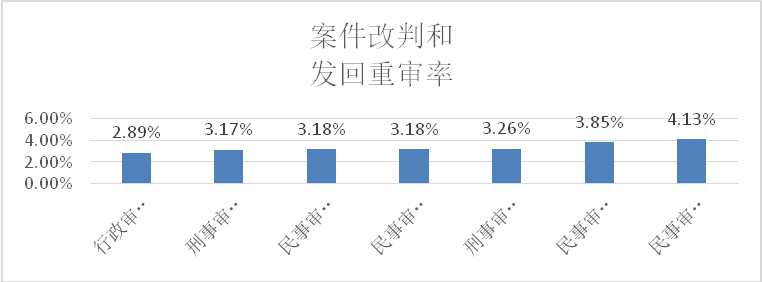 案件改判和
发回重审率
6.00%
4.00%
2.00%
0.00%
2.89%
3.17%
3.18%
3.18%
3.26%
3.85%
4.13%
行政审..
刑事审..
民事审..
民事审..
刑事审..
民事审..
民事审..